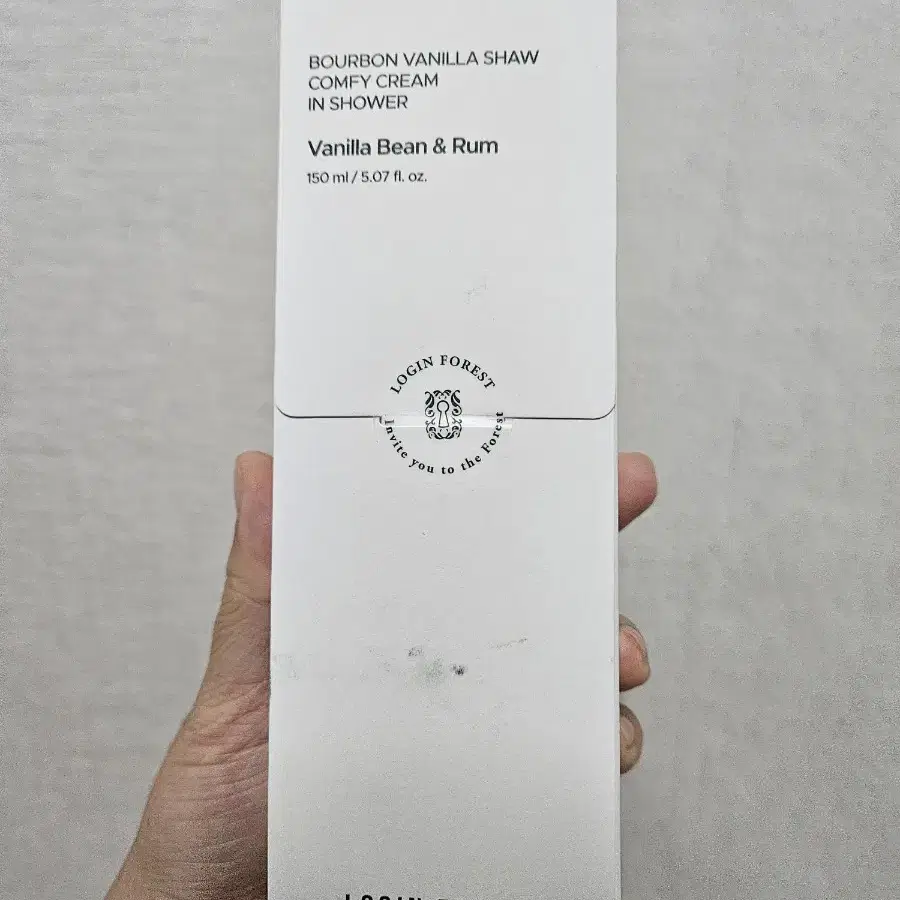 BOURBON VANILLA SHAW
COMFY CREAM
IN SHOWER
Vanilla Bean & Rum
150 ml / 5.07 fl. oz.
LOGIN FOREST
Invite you to the Forest